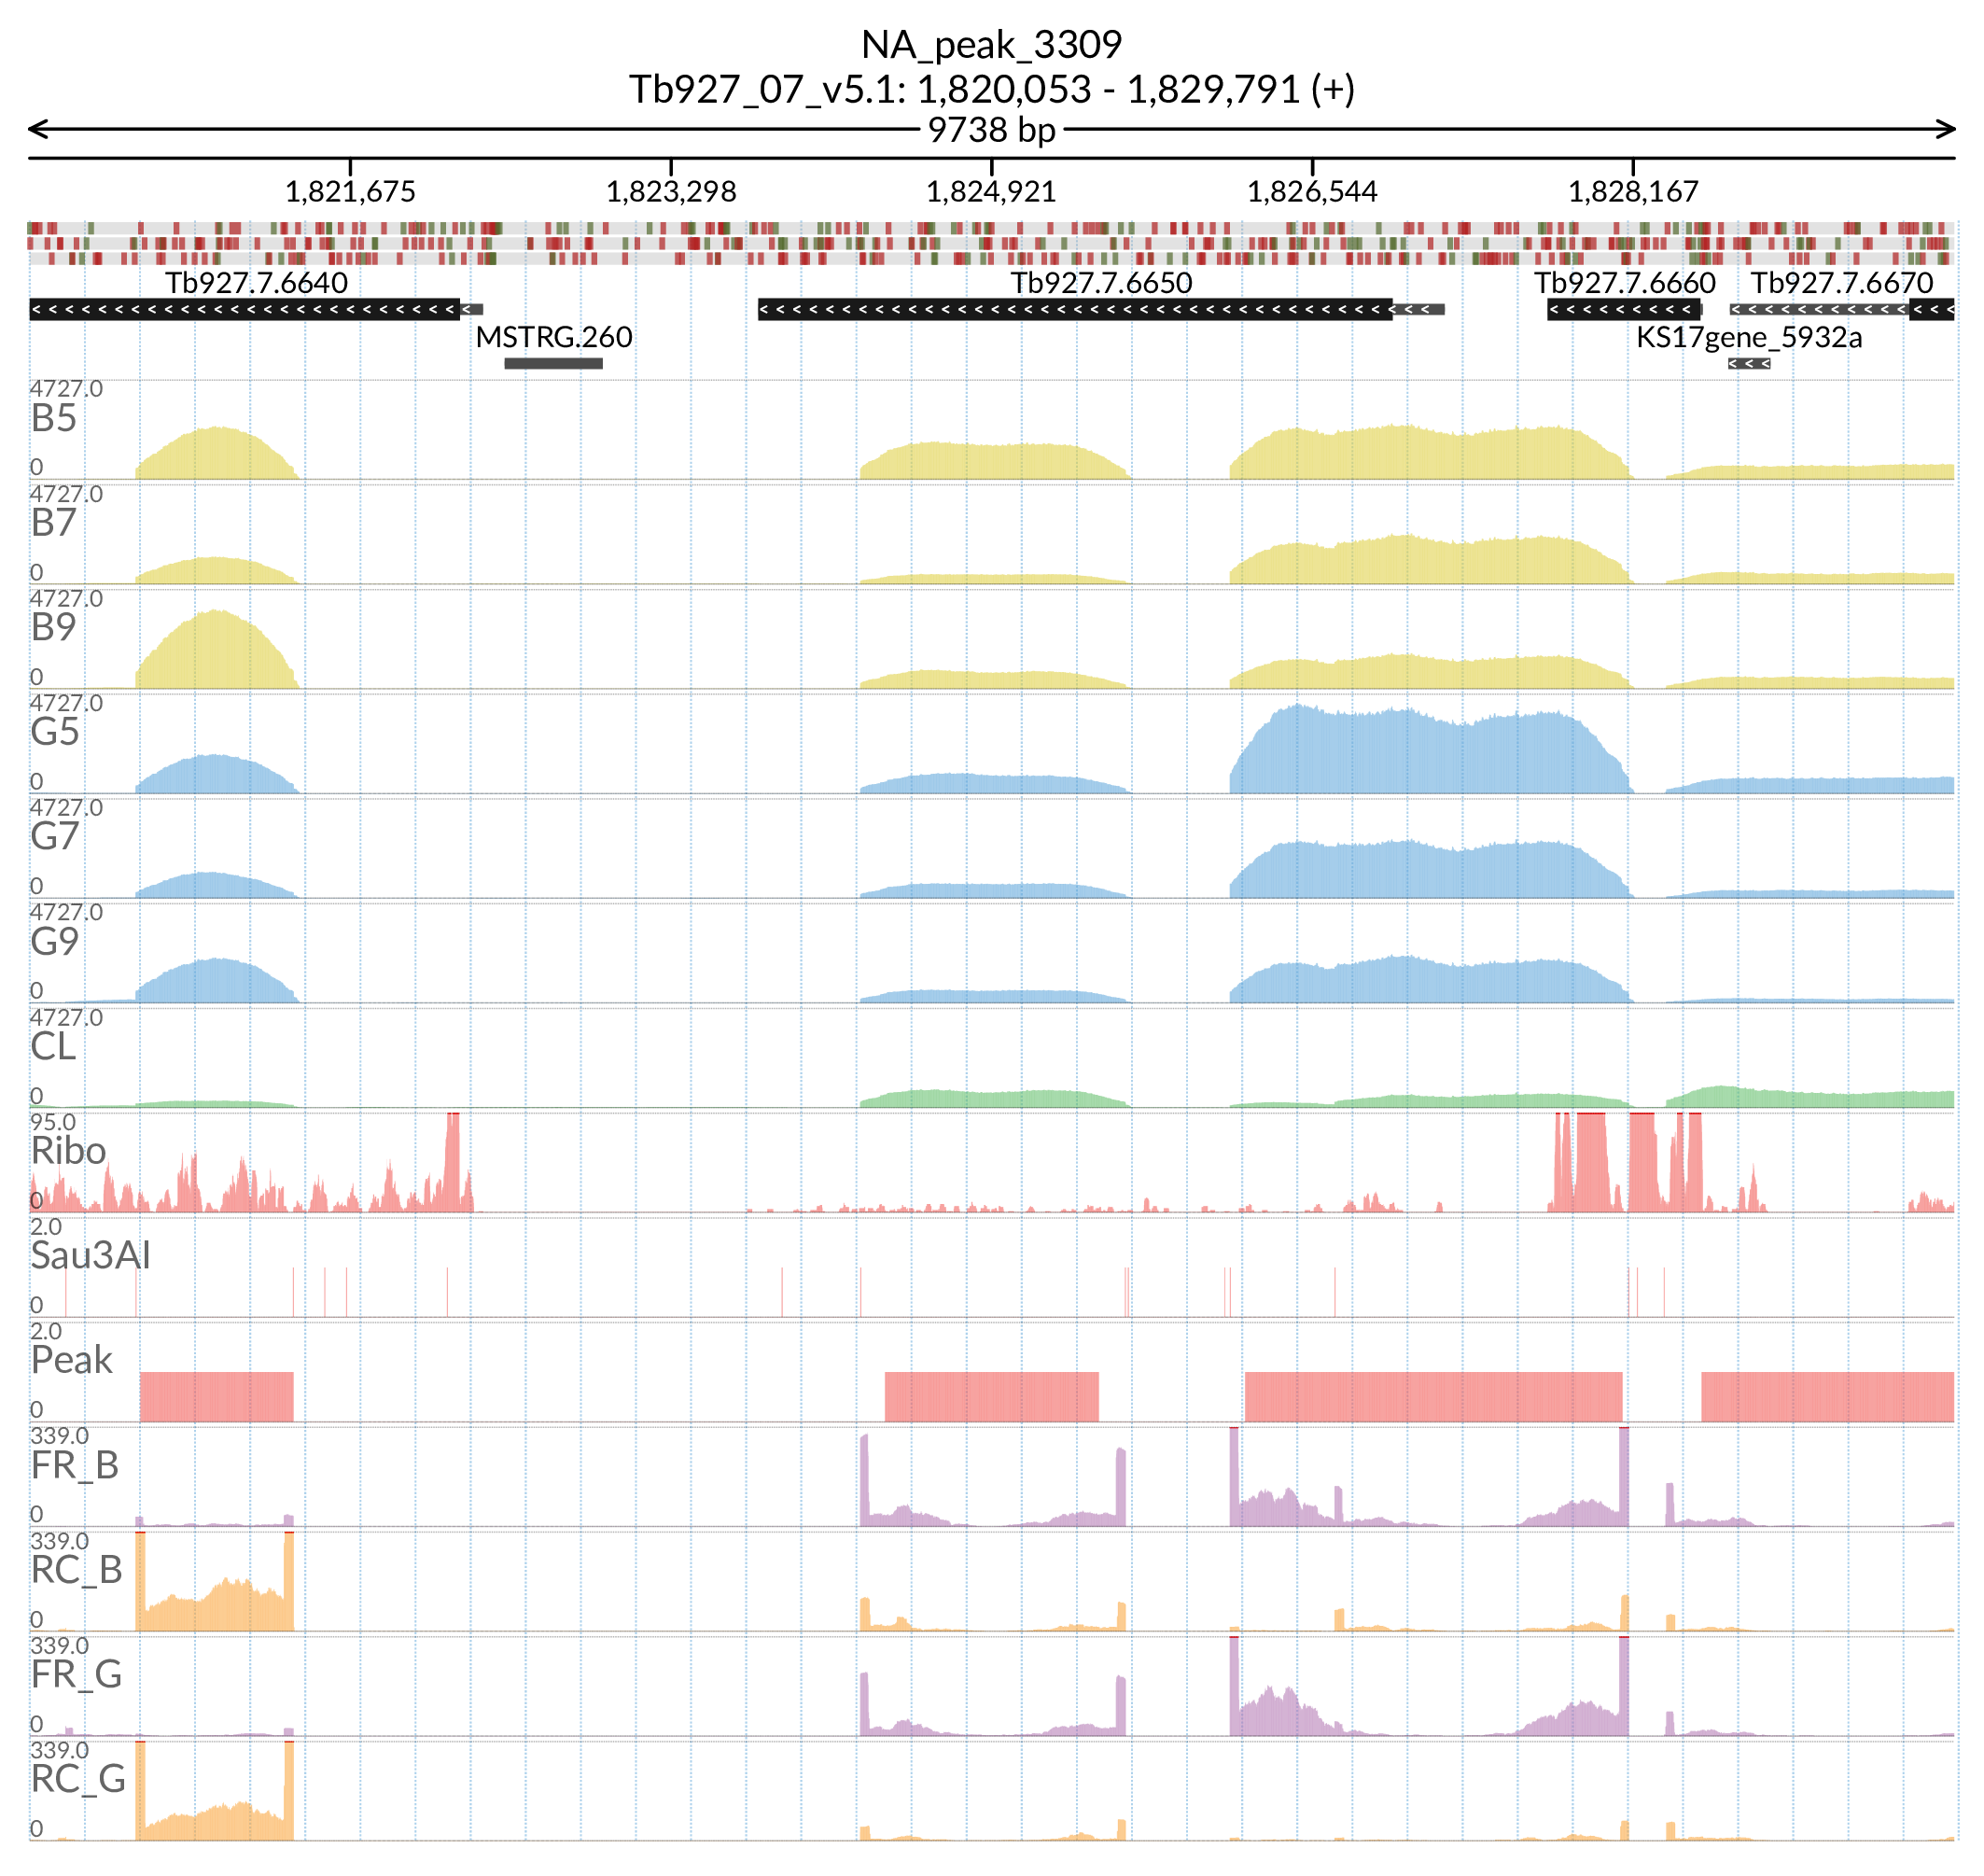 NA_peak_3309
Tb927_07_v5.1: 1,820,053 - 1,829,791 (+)
9738 bp
1,821,675 1,823,298 1,824,921 1,826,544 1,828,167
Tb927.7.6640 Tb927.7.6650 Tb927.7.6660 Tb927.7.6670
MSTRG.260 KS17gene_5932a
4727.0
B5
0
4727.0
B7
0
4727.0
B9
0
4727.0
G5
0
4727.0
G7
0
4727.0
G9
0
4727.0
CL
0
95.0
Ribo
0
2.0
Sau3AI
0
2.0
Peak
0
339.0
FR_B
0
339.0
RC_B
0
339.0
FR_G
0
339.0
RC_G
0